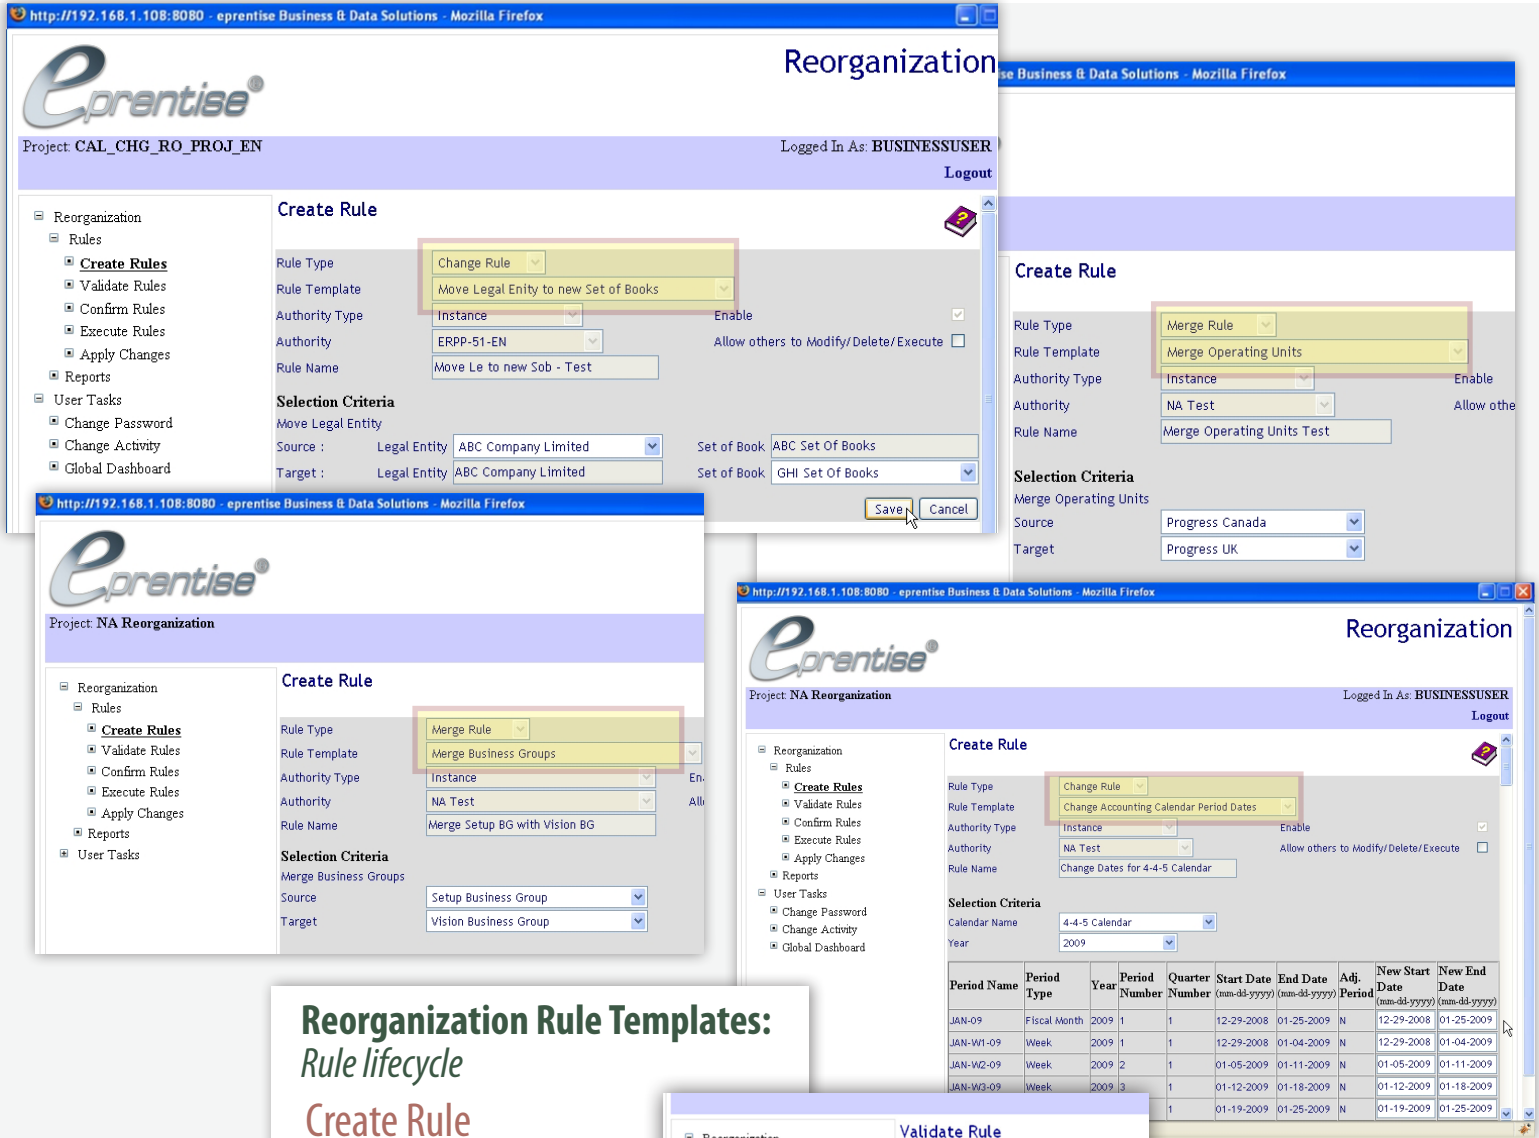 http://192.168.1.108:8080 - eprentise Business & Data Solutions - Mozilla Firefox
eprentise®
Reorganization
Project: CAL_CHG_RO_PROJ_EN
Logged In As: BUSINESSUSER
Logout
Reorganization
Rules
Create Rules
Validate Rules
Confirm Rules
Execute Rules
Apply Changes
Reports
User Tasks
Change Password
Change Activity
Global Dashboard
Create Rule
Rule Type Change Rule
Rule Template Move Legal Enity to new Set of Books
Authority Type Instance Enable
Authority ERPP-51-EN Allow others to Modify/Delete/Execute
Rule Name Move Le to new Sob - Test
Selection Criteria
Move Legal Entity
Source : Legal Entity ABC Company Limited Set of Book ABC Set Of Books
Target : Legal Entity ABC Company Limited Set of Book GHI Set Of Books
Save Cancel
se Business & Data Solutions - Mozilla Firefox
Create Rule
Rule Type Merge Rule
Rule Template Merge Operating Units
Authority Type Instance Enable
Authority NA Test Allow othe
Rule Name Merge Operating Units Test
Selection Criteria
Merge Operating Units
Source Progress Canada
Target Progress UK
http://192.168.1.108:8080 - eprentise Business & Data Solutions - Mozilla Firefox
eprentise®
Project: NA Reorganization
Reorganization
Rules
Create Rules
Validate Rules
Confirm Rules
Execute Rules
Apply Changes
Reports
User Tasks
Create Rule
Rule Type Merge Rule
Rule Template Merge Business Groups
Authority Type Instance En
Authority NA Test All
Rule Name Merge Setup BG with Vision BG
Selection Criteria
Merge Business Groups
Source Setup Business Group
Target Vision Business Group
http://192.168.1.108:8080 - eprentise Business & Data Solutions - Mozilla Firefox
eprentise®
Reorganization
Project: NA Reorganization
Logged In As: BUSINESSUSER
Logout
Reorganization
Rules
Create Rules
Validate Rules
Confirm Rules
Execute Rules
Apply Changes
Reports
User Tasks
Change Password
Change Activity
Global Dashboard
Create Rule
Rule Type Change Rule
Rule Template Change Accounting Calendar Period Dates
Authority Type Instance Enable
Authority NA Test Allow others to Modify/Delete/Execute
Rule Name Change Dates for 4-4-5 Calendar
Selection Criteria
Calendar Name 4-4-5 Calendar
Year 2009
Period Name Period Type Year Period Number Quarter Number Start Date (mm-dd-yyyy) End Date (mm-dd-yyyy) Adj. Period New Start Date (mm-dd-yyyy) New End Date (mm-dd-yyyy)
JAN-09 Fiscal Month 2009 1 1 12-29-2008 01-25-2009 N 12-29-2008 01-25-2009
JAN-W1-09 Week 2009 1 1 12-29-2008 01-04-2009 N 12-29-2008 01-04-2009
JAN-W2-09 Week 2009 2 1 01-05-2009 01-11-2009 N 01-05-2009 01-11-2009
JAN-W3-09 Week 2009 3 1 01-12-2009 01-18-2009 N 01-12-2009 01-18-2009
1 01-19-2009 01-25-2009 N 01-19-2009 01-25-2009
Reorganization Rule Templates:
Rule lifecycle
Create Rule
Reorganization
Validate Rule